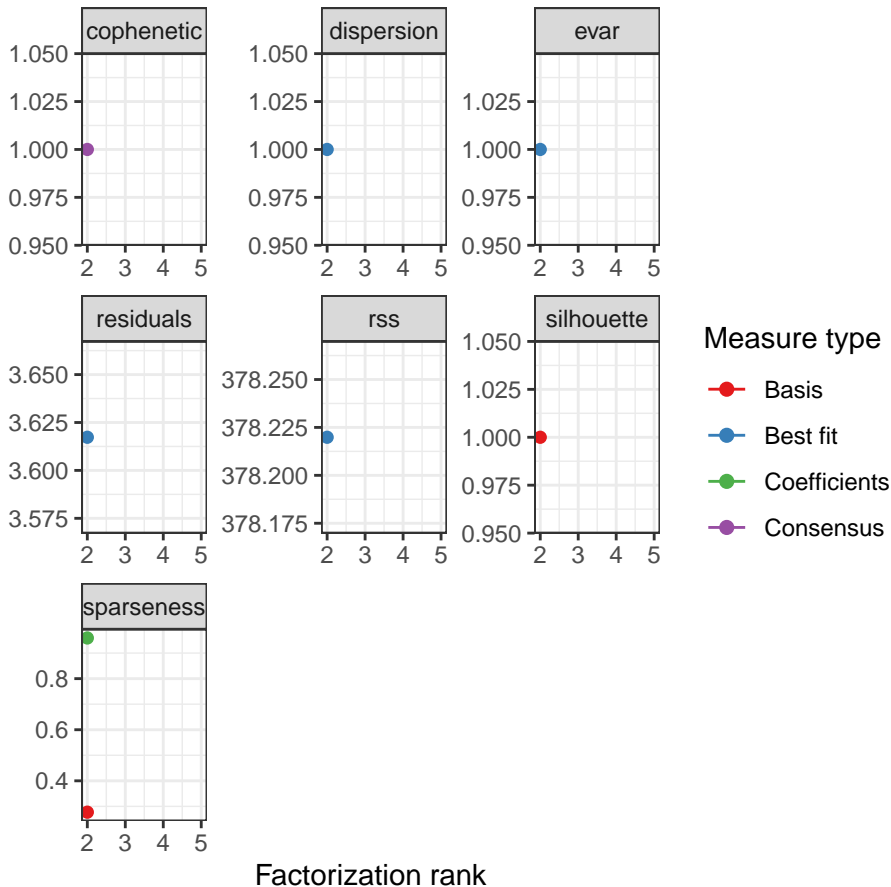 cophenetic dispersion evar
1.050 1.050
1.025 1.025 1.025
1.000 1.000 1.000
0.975 0.975 0.975
0.950 0.950 0.950
2 3 4 5 2 3 4 5 2 3 4 5
residuals rss silhouette
3.650 378.250 1.050
3.625 378.225 1.025
3.600 378.200 1.000
3.575 378.175 0.975
0.950
2 3 4 5 2 3 4 5 2 3 4 5
sparseness
0.8
0.6
0.4
2 3 4 5
Factorization rank
Measure type
Basis
Best fit
Coefficients
Consensus